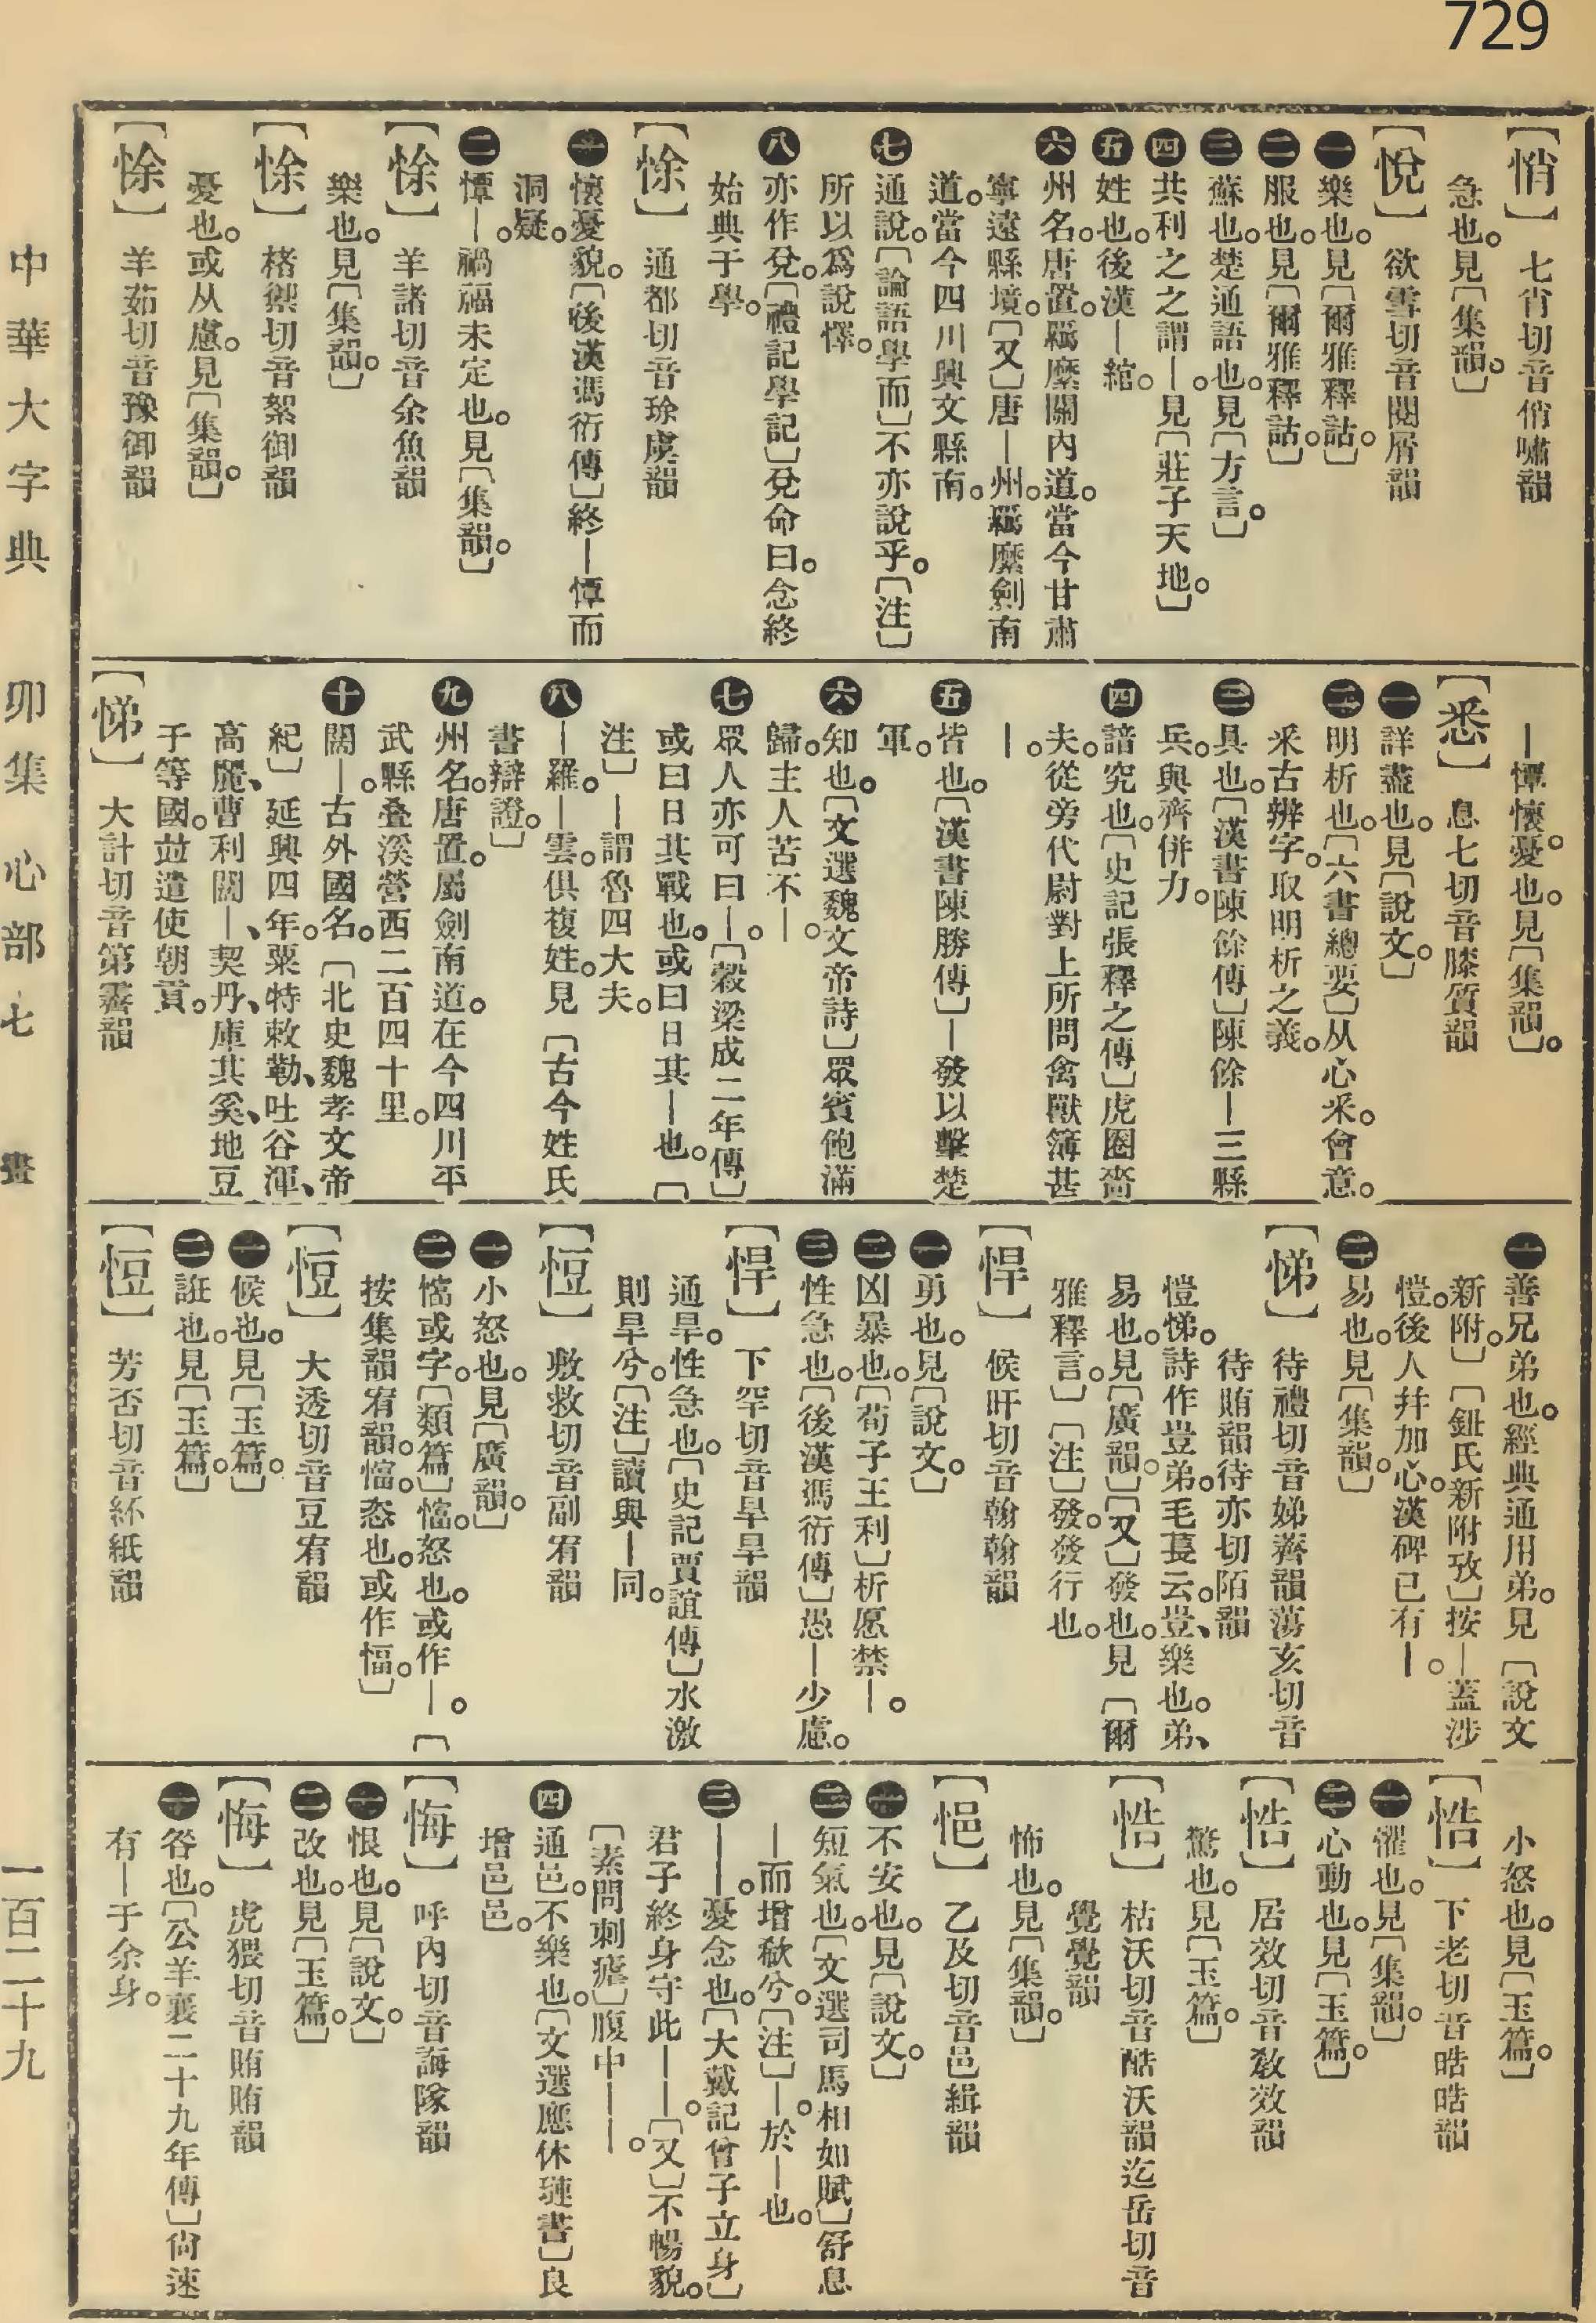 729
【悄】七肖切音俏嘯韻
急也。見〔集韻。〕
【悅】欲雪切音閱屑韻
㊀樂也。見〔爾雅釋詁。〕
㊁服也。見〔爾雅釋詁。〕
㊂蘇也。楚通語也。見〔方言。〕
㊃共利之之謂｜。見〔莊子天地。〕
㊄姓也。後漢｜綰。
㊅州名。唐置。羈縻關內道。當今甘肅
寧遠縣境。〔又〕唐｜州。羈縻劍南
道。當今四川興文縣南。
㊆通說。〔論語學而〕不亦說乎。〔注〕
所以爲說懌。
㊇亦作兌。〔禮記學記〕兌命曰。念終
始典于學。
【悇】通都切音稌虞韻
㊀懷憂貌。〔後漢馮衍傳〕終｜憛而
洞疑。
㊁憛｜。禍福未定也。見〔集韻。〕
【悇】羊諸切音余魚韻
樂也。見〔集韻。〕
【悇】楮禦切音絮御韻
憂也。或从慮。見〔集韻。〕
【悇】羊茹切音豫御韻
｜憛。懷憂也。見〔集韻。〕
【悉】息七切音膝質韻
㊀詳盡也。見〔說文。〕
㊁明析也。〔六書總要〕从心釆。會意。
釆古辨字。取明析之義。
㊂具也。〔漢書陳餘傳〕陳餘｜三縣
兵。與齊併力。
㊃諳究也。〔史記張釋之傳〕虎圈嗇
夫。從旁代尉對上所問禽獸簿甚
｜。
㊄皆也。〔漢書陳勝傳〕｜發以擊楚
軍。
㊅知也。〔文選魏文帝詩〕眾賓飽滿
歸。主人苦不｜。
㊆眾人亦可曰｜。〔穀梁成二年傳〕
或曰日其戰也。或曰日其｜也。〔
注〕｜謂魯四大夫。
㊇｜羅。｜雲。俱複姓。見〔古今姓氏
書辯證。〕
㊈州名。唐置。屬劍南道。在今四川平
武縣叠溪營西二百四十里。
㊉闊｜。古外國名。〔北史魏孝文帝
紀〕延興四年。粟特敕勒、吐谷渾、
高麗、曹利闊｜、契丹、庫其奚、地豆
子等國。竝遣使朝貢。
【悌】大計切音第霽韻
㊀善兄弟也。經典通用弟。見〔說文
新附。〕〔鈕氏新附攷〕按｜蓋涉
愷。後人幷加心。漢碑已有｜。
㊁易也。見〔集韻。〕
【悌】待禮切音娣薺韻蕩亥切音
待賄韻待亦切陌韻
愷悌。詩作豈弟。毛萇云。豈、樂也。弟、
易也。見〔廣韻。〕〔又〕發也。見〔爾
雅釋言。〕〔注〕發。發行也。
【悍】候旰切音翰翰韻
㊀勇也。見〔說文。〕
㊁凶暴也。〔荀子王制〕析愿禁｜。
㊂性急也。〔後漢馮衍傳〕愚｜少慮。
【悍】下罕切音旱旱韻
通旱。性急也。〔史記賈誼傳〕水激
則旱兮。〔注〕讀與｜同。
【恒】敷救切音副宥韻
㊀小怒也。見〔廣韻。〕
㊁㤱或字。〔類篇〕㤱。怒也。或作｜。〔
按集韻宥韻。㤱。㤱也。或作愊。〕
【恒】大透切音豆宥韻
㊀候也。見〔玉篇。〕
㊁誑也。見〔玉篇。〕
【恒】芳否切音紑紙韻
小怒也。見〔玉篇。〕
【悎】下老切音晧晧韻
㊀懼也。見〔集韻。〕
㊁心動也。見〔玉篇。〕
【悎】居效切音敎效韻
驚也。見〔玉篇。〕
【悎】枯沃切音酷沃韻迄岳切音
覺覺韻
怖也。見〔集韻。〕
【悒】乙及切音邑緝韻
㊀不安也。見〔說文。〕
㊁短氣也。〔文選司馬相如賦〕舒息
｜而增欷兮。〔注〕｜。於｜也。
㊂｜｜。憂念也。〔大戴記曾子立身〕
君子終身守此｜｜。〔又〕不暢貌。
〔素問刺瘧〕腹中｜｜。
㊃通邑。不樂也。〔文選應休璉書〕良
增邑邑。
【悔】呼內切音誨隊韻
㊀恨也。見〔說文。〕
㊁改也。見〔玉篇。〕
【悔】虎猥切音賄賄韻
㊀咎也。〔公羊襄二十九年傳〕尙速
有｜于余身。
中華大字典　卯集　心部　七畫　一百二十九